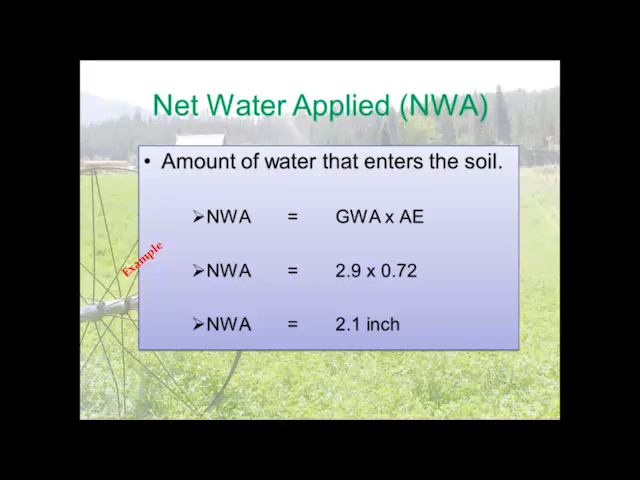 Net Water Applied (NWA)
• Amount of water that enters the soil.
➢NWA = GWA x AE
Example
➢NWA = 2.9 x 0.72
➢NWA = 2.1 inch